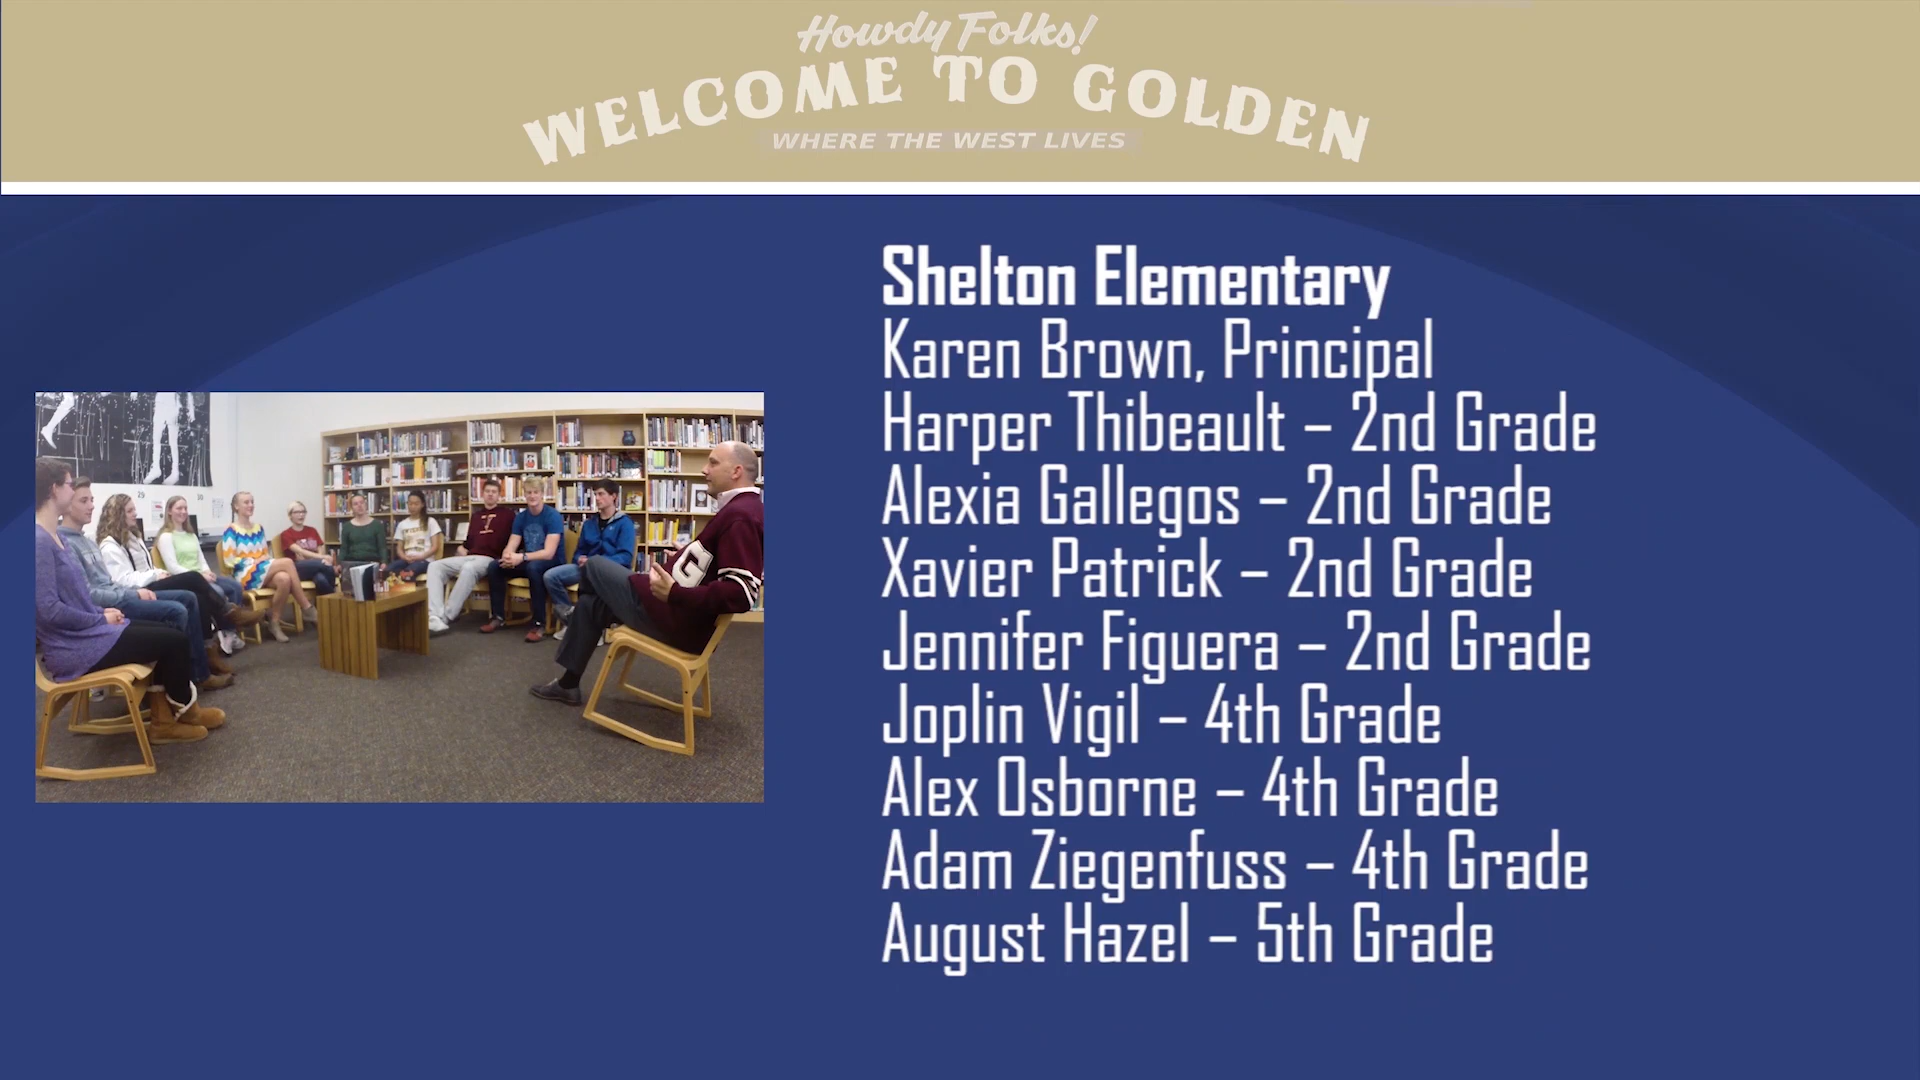 Howdy Folks!
WELCOME TO GOLDEN
WHERE THE WEST LIVES
Shelton Elementary
Karen Brown, Principal
Harper Thibeault – 2nd Grade
Alexia Gallegos – 2nd Grade
Xavier Patrick – 2nd Grade
Jennifer Figuera – 2nd Grade
Joplin Vigil – 4th Grade
Alex Osborne – 4th Grade
Adam Ziegenfuss – 4th Grade
August Hazel – 5th Grade
29
30
G